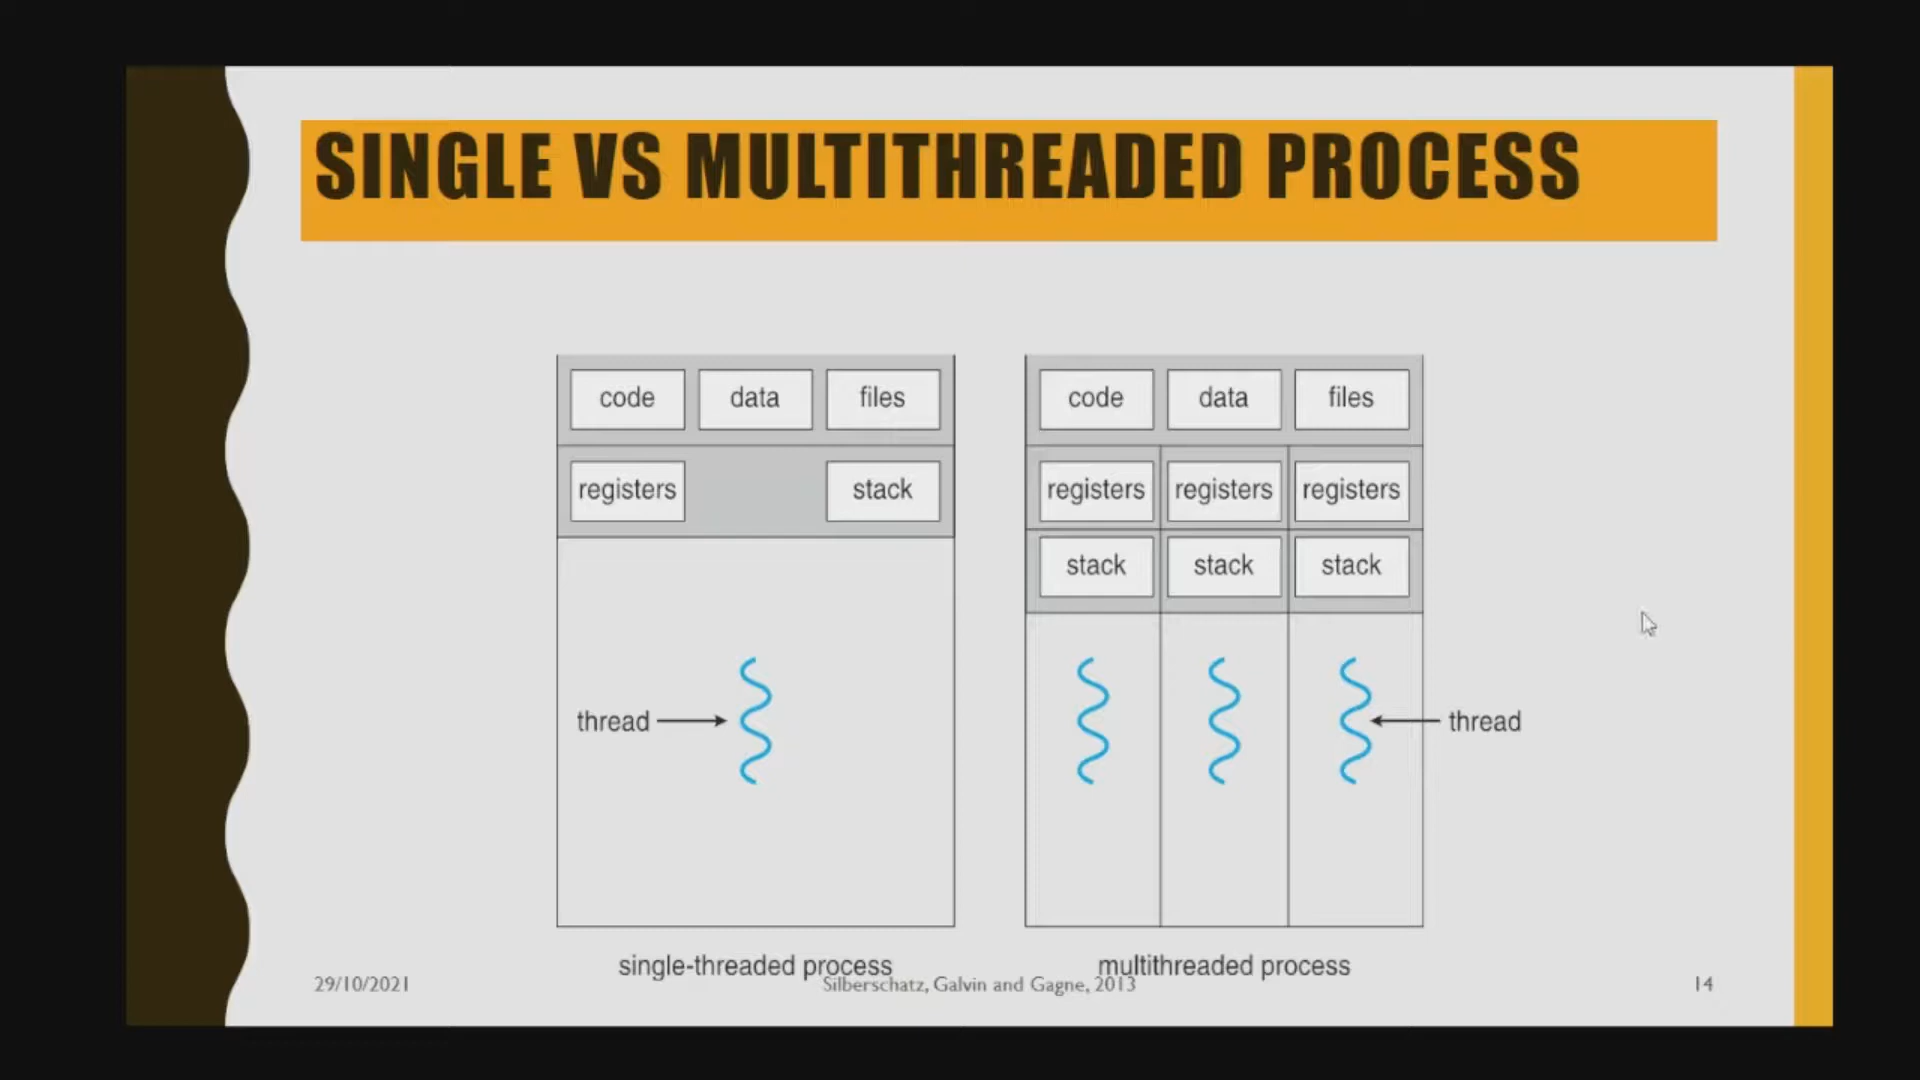 SINGLE VS MULTITHREADED PROCESS
code data files
registers stack
thread
single-threaded process
code data files
registers registers registers
stack stack stack
thread
multithreaded process
29/10/2021
Silberschatz, Galvin and Gagne, 2013
14